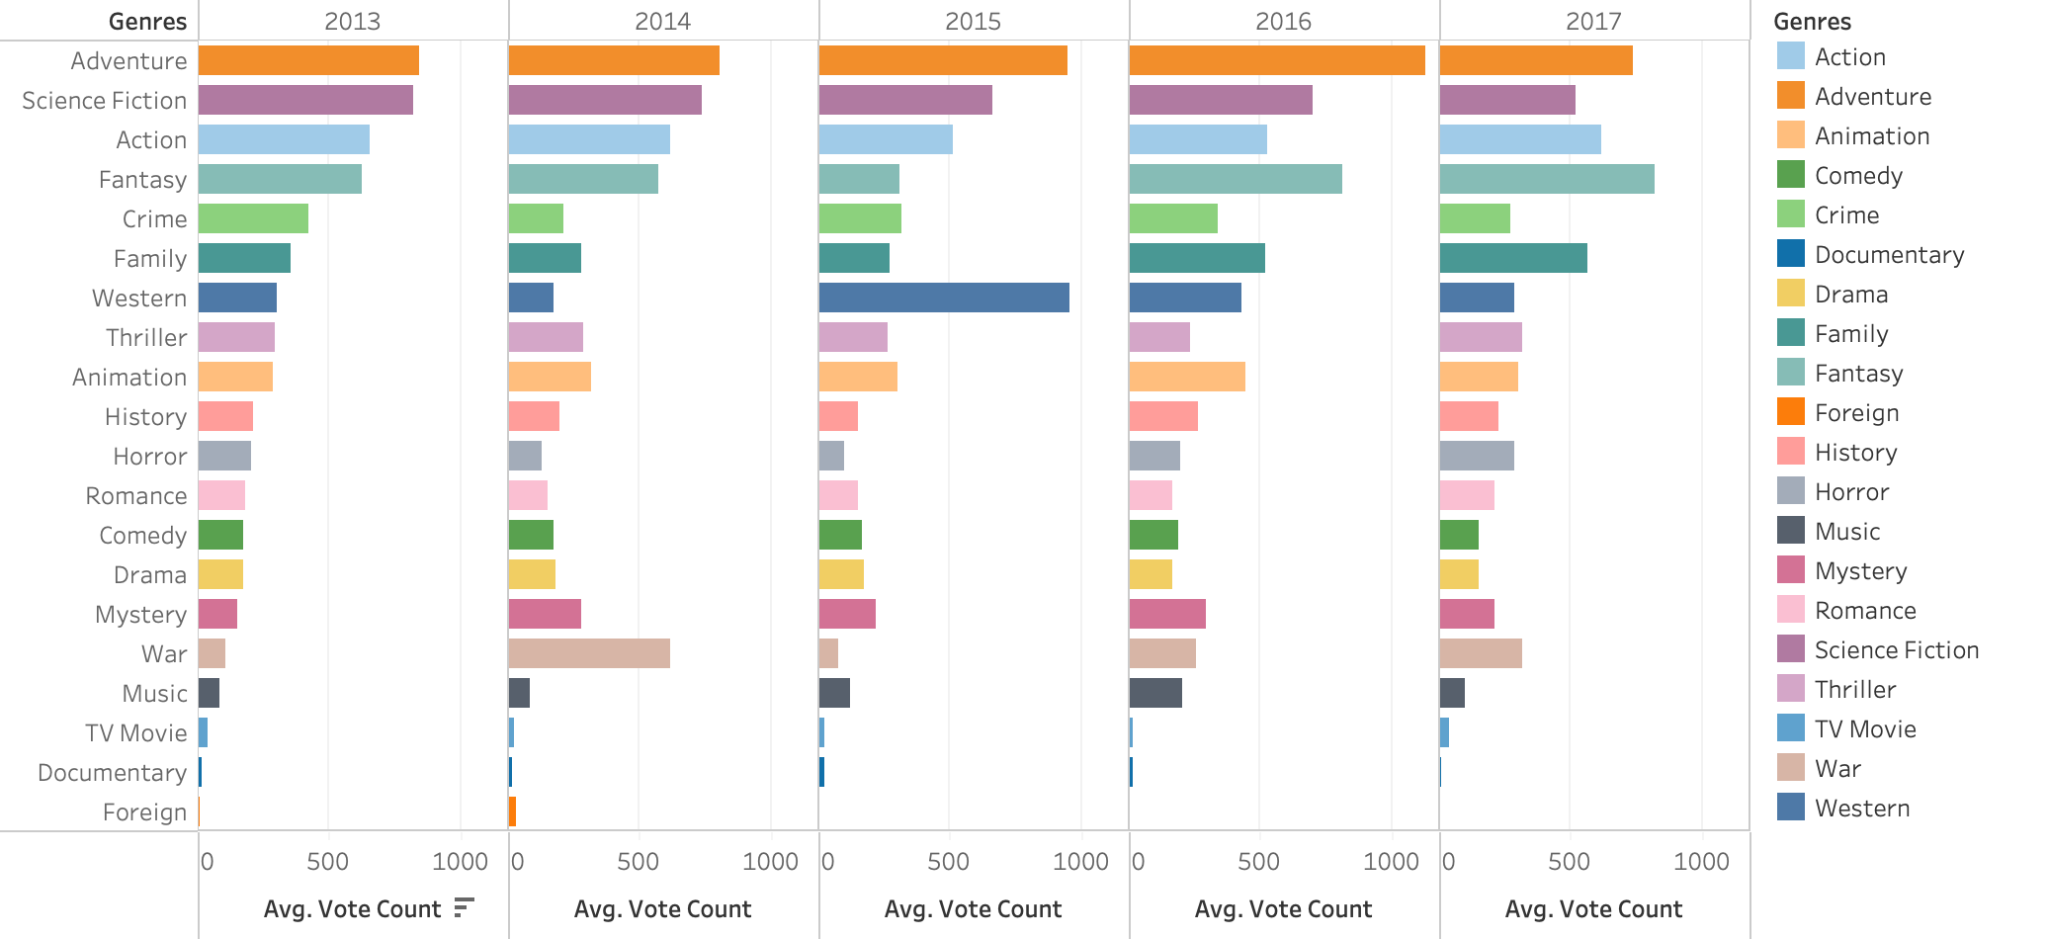 Genres 2013 2014 2015 2016 2017
Adventure
Science Fiction
Action
Fantasy
Crime
Family
Western
Thriller
Animation
History
Horror
Romance
Comedy
Drama
Mystery
War
Music
TV Movie
Documentary
Foreign
0 500 1000 0 500 1000 0 500 1000 0 500 1000 0 500 1000
Avg. Vote Count Avg. Vote Count Avg. Vote Count Avg. Vote Count Avg. Vote Count
Genres
Action
Adventure
Animation
Comedy
Crime
Documentary
Drama
Family
Fantasy
Foreign
History
Horror
Music
Mystery
Romance
Science Fiction
Thriller
TV Movie
War
Western